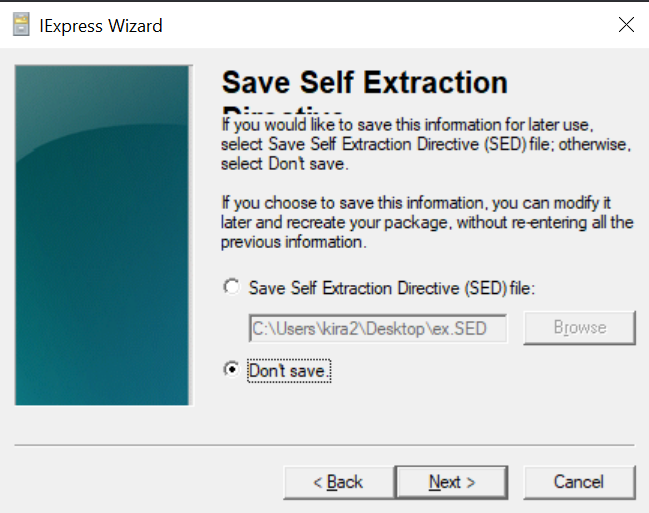 IExpress Wizard
Save Self Extraction
Directive
If you would like to save this information for later use,
select Save Self Extraction Directive (SED) file; otherwise,
select Don't save.
If you choose to save this information, you can modify it
later and recreate your package, without re-entering all the
previous information.
Save Self Extraction Directive (SED) file:
C:\Users\kira2\Desktop\ex.SED
Browse
Don't save.
< Back
Next >
Cancel